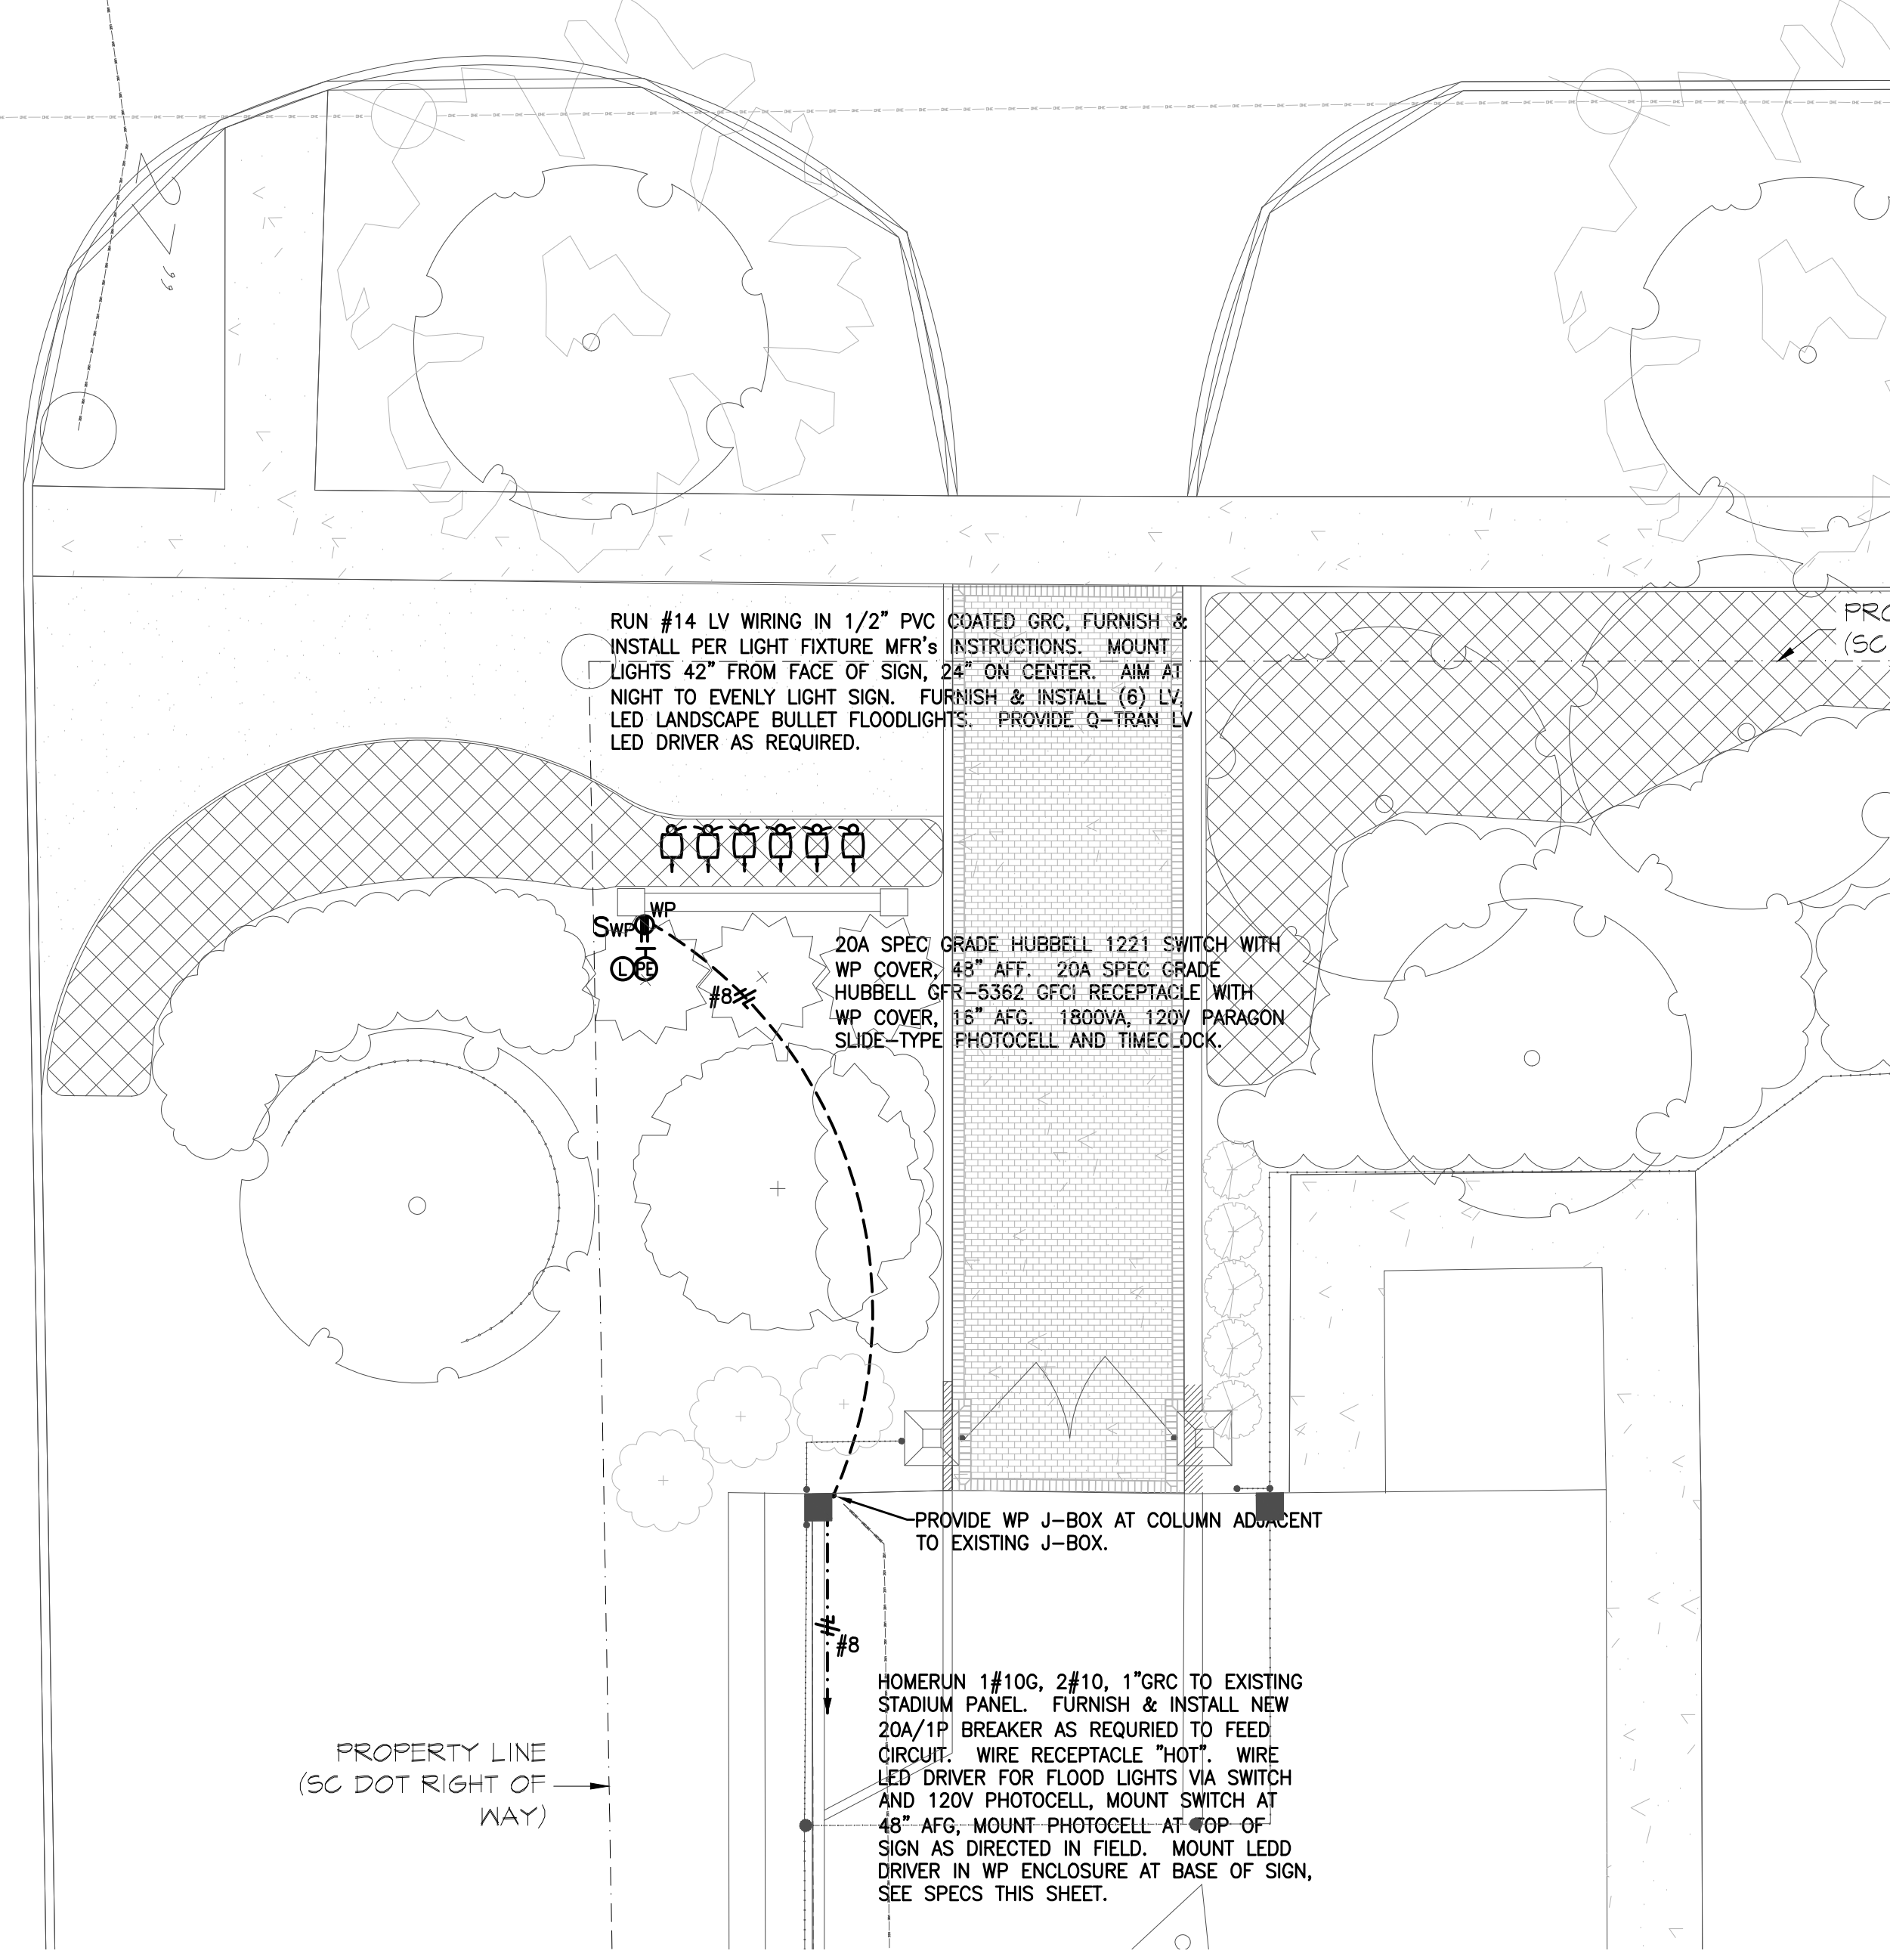 RUN #14 LV WIRING IN 1/2" PVC COATED GRC, FURNISH &
INSTALL PER LIGHT FIXTURE MFR's INSTRUCTIONS. MOUNT
LIGHTS 42" FROM FACE OF SIGN, 24" ON CENTER. AIM AT
NIGHT TO EVENLY LIGHT SIGN. FURNISH & INSTALL (6) LV,
LED LANDSCAPE BULLET FLOODLIGHTS. PROVIDE Q-TRAN LV
LED DRIVER AS REQUIRED.
PRO
(SC
WP
SWP
L PE
#8
20A SPEC GRADE HUBBELL 1221 SWITCH WITH
WP COVER, 48" AFF. 20A SPEC GRADE
HUBBELL GFR-5362 GFCI RECEPTACLE WITH
WP COVER, 16" AFG. 1800VA, 120V PARAGON
SLIDE-TYPE PHOTOCELL AND TIMECLOCK.
PROVIDE WP J-BOX AT COLUMN ADJACENT
TO EXISTING J-BOX.
#8
HOMERUN 1#10G, 2#10, 1"GRC TO EXISTING
STADIUM PANEL. FURNISH & INSTALL NEW
20A/1P BREAKER AS REQURIED TO FEED
CIRCUIT. WIRE RECEPTACLE "HOT". WIRE
LED DRIVER FOR FLOOD LIGHTS VIA SWITCH
AND 120V PHOTOCELL, MOUNT SWITCH AT
48" AFG, MOUNT PHOTOCELL AT TOP OF
SIGN AS DIRECTED IN FIELD. MOUNT LEDD
DRIVER IN WP ENCLOSURE AT BASE OF SIGN,
SEE SPECS THIS SHEET.
PROPERTY LINE
(SC DOT RIGHT OF
WAY)